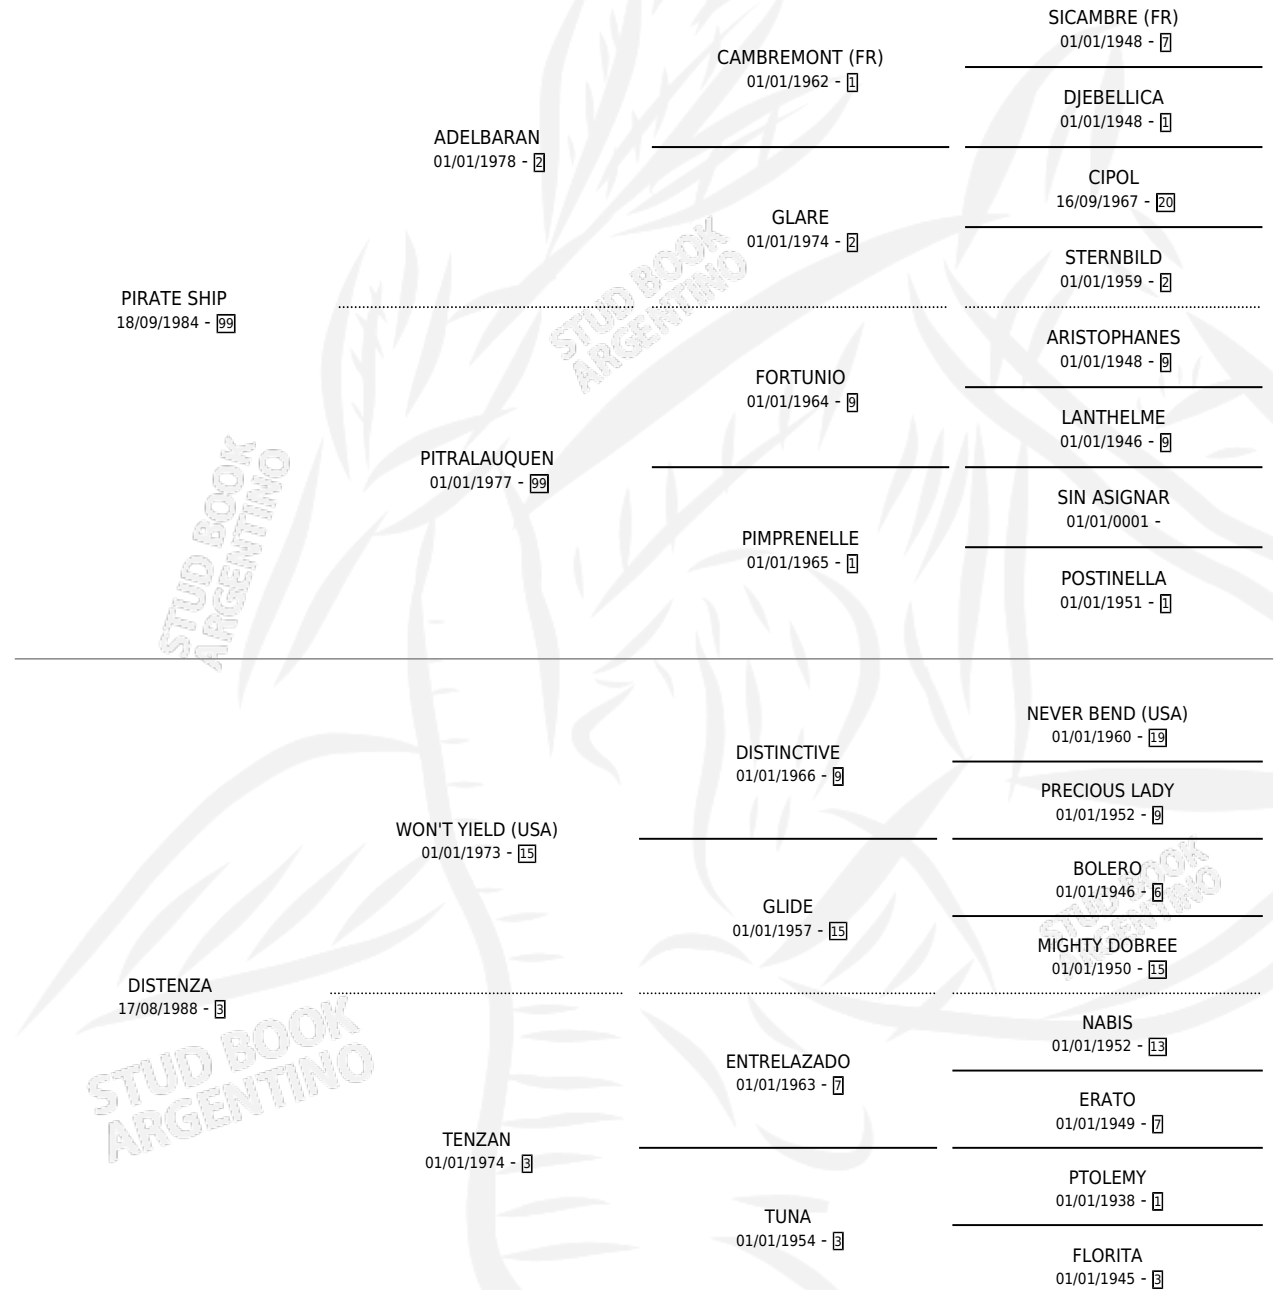 SICAMBRE (FR)
01/01/1948 - 7
CAMBREMONT (FR)
01/01/1962 - 1
DJEBELLICA
01/01/1948 - 1
ADELBARAN
01/01/1978 - 2
CIPOL
16/09/1967 - 20
GLARE
01/01/1974 - 2
STERNBILD
01/01/1959 - 2
PIRATE SHIP
18/09/1984 - 99
ARISTOPHANES
01/01/1948 - 9
FORTUNIO
01/01/1964 - 9
LANTHELME
01/01/1946 - 9
PITRALAUQUEN
01/01/1977 - 99
SIN ASIGNAR
01/01/0001 -
PIMPRENELLE
01/01/1965 - 1
POSTINELLA
01/01/1951 - 1
NEVER BEND (USA)
01/01/1960 - 19
DISTINCTIVE
01/01/1966 - 9
PRECIOUS LADY
01/01/1952 - 9
WON'T YIELD (USA)
01/01/1973 - 15
BOLERO
01/01/1946 - 6
GLIDE
01/01/1957 - 15
MIGHTY DOBREE
01/01/1950 - 15
DISTENZA
17/08/1988 - 3
NABIS
01/01/1952 - 13
ENTRELAZADO
01/01/1963 - 7
ERATO
01/01/1949 - 7
TENZAN
01/01/1974 - 3
PTOLEMY
01/01/1938 - 1
TUNA
01/01/1954 - 3
FLORITA
01/01/1945 - 3
STUD BOOK
ARGENTINO
STUD BOOK
ARGENTINO
STUD BOOK
ARGENTINO
STUD BOOK
ARGENTINO